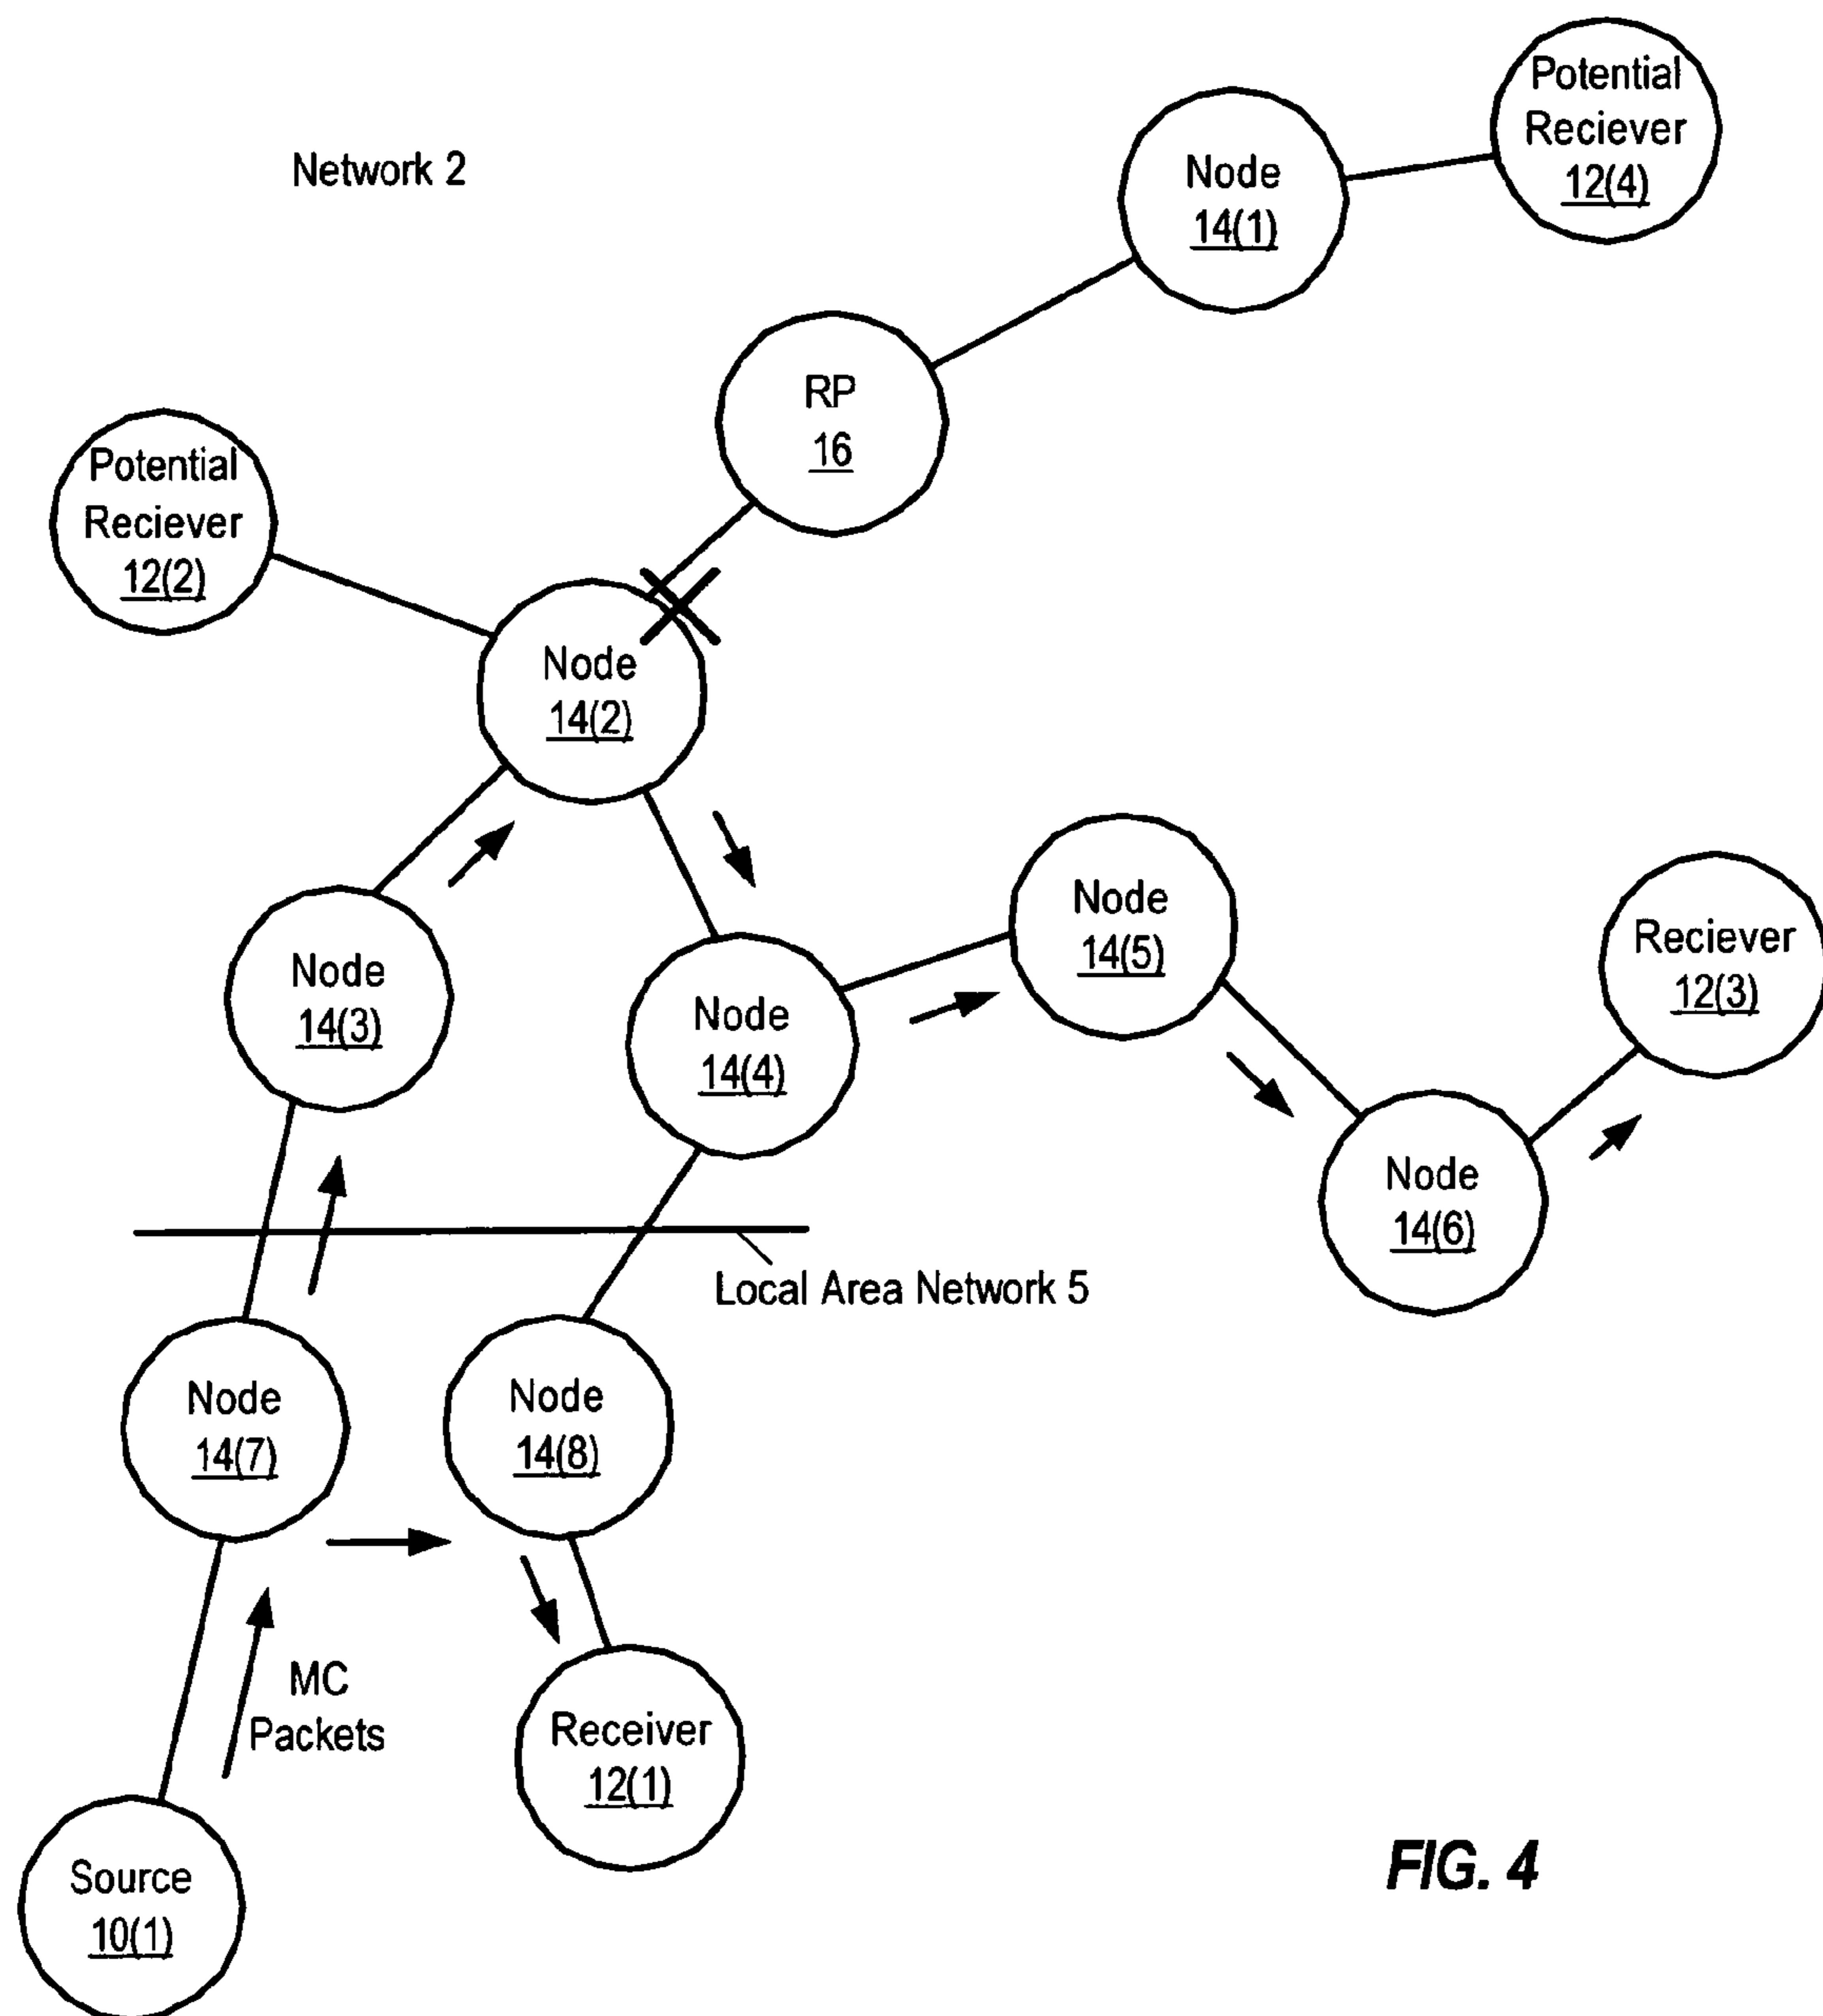 Potential
Reciever
12(4)
Network 2
Node
14(1)
RP
16
Potential
Reciever
12(2)
Node
14(2)
Node
14(5)
Reciever
12(3)
Node
14(3)
Node
14(4)
Node
14(6)
Local Area Network 5
Node
14(7)
Node
14(8)
MC
Packets
Receiver
12(1)
Source
10(1)
FIG. 4